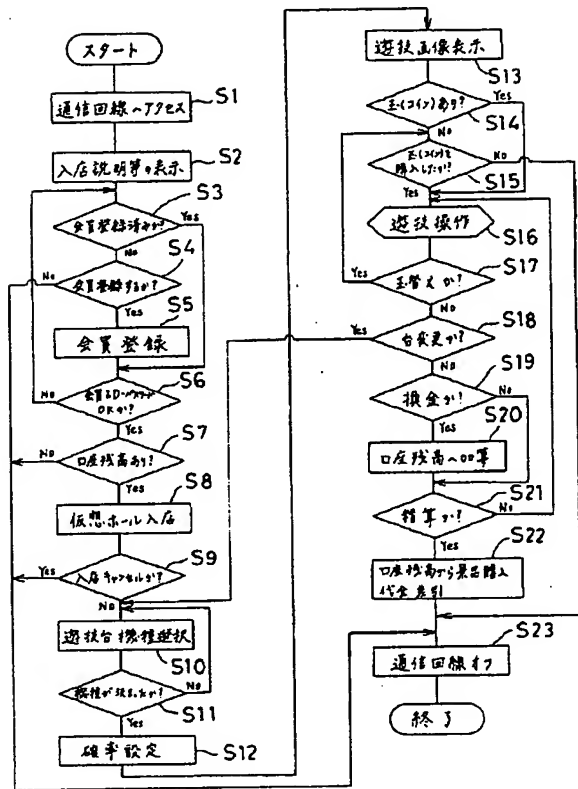 スタート
通信回線へアクセス
S1
入店説明等の表示
S2
会員登録済みか?
S3
Yes
No
会員登録するか?
S4
No
Yes
会員登録
S5
会員ID・パスワード
OKか?
S6
No
Yes
口座残高あり?
S7
No
Yes
仮想ホール入店
S8
入店キャンセルか?
S9
Yes
No
遊技台機種選択
S10
機種が決まったか?
S11
No
Yes
確率設定
S12
遊技画像表示
S13
玉(コイン)あり?
S14
Yes
No
玉(コイン)を
購入したか?
S15
No
Yes
遊技操作
S16
玉替えか?
S17
Yes
No
台変更か?
S18
Yes
No
換金か?
S19
No
Yes
口座残高へ加算
S20
精算か?
S21
No
Yes
口座残高から景品購入
代金差引
S22
通信回線オフ
S23
終了